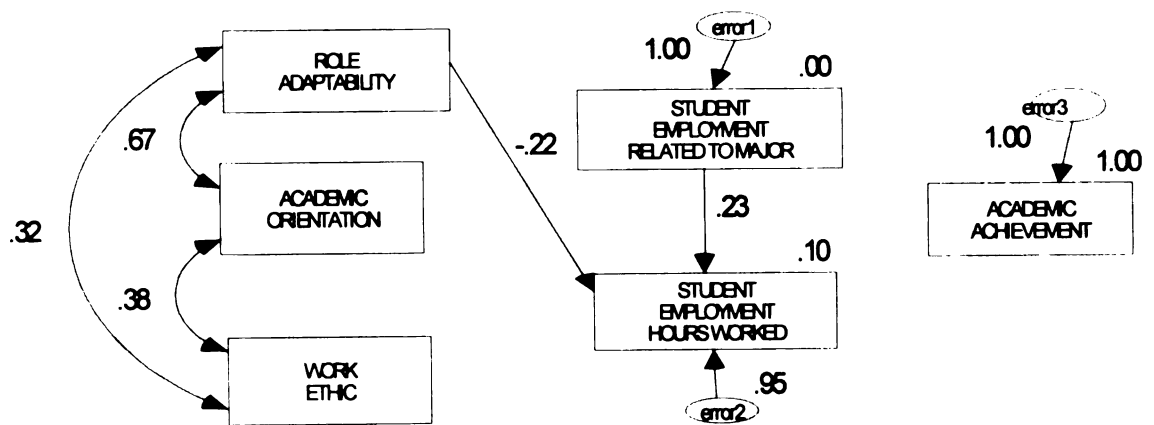 ROLE
ADAPTABILITY
.67
ACADEMIC
ORIENTATION
.32
.38
WORK
ETHIC
-.22
error1
1.00
.00
STUDENT
EMPLOYMENT
RELATED TO MAJOR
.23
.10
STUDENT
EMPLOYMENT
HOURS WORKED
.95
error2
error3
1.00
1.00
ACADEMIC
ACHIEVEMENT